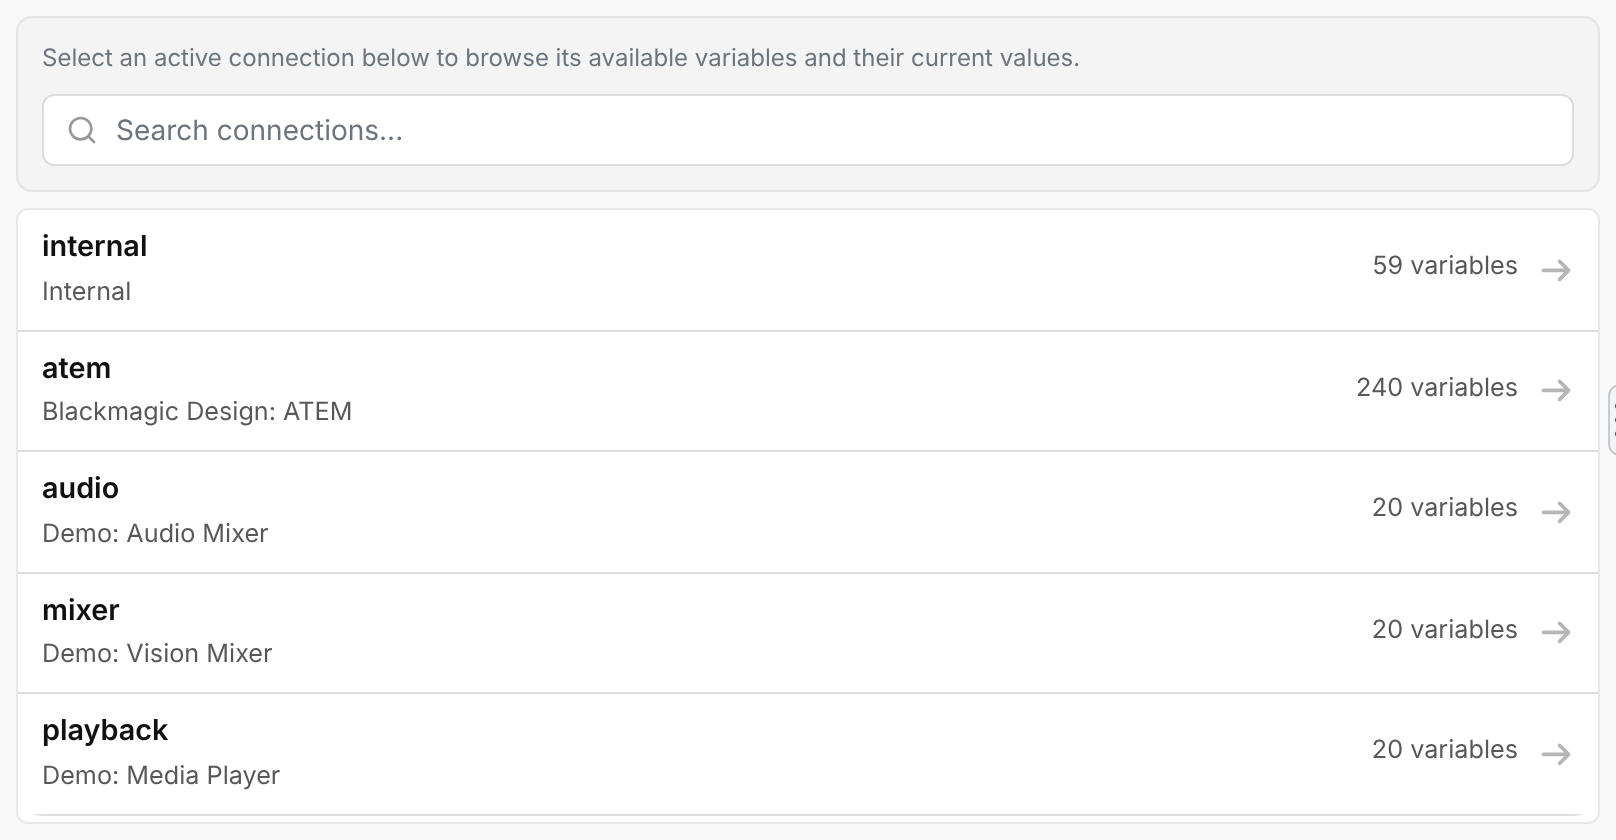 Select an active connection below to browse its available variables and their current values.
Search connections...
internal
59 variables
Internal
atem
240 variables
Blackmagic Design: ATEM
audio
20 variables
Demo: Audio Mixer
mixer
20 variables
Demo: Vision Mixer
playback
20 variables
Demo: Media Player